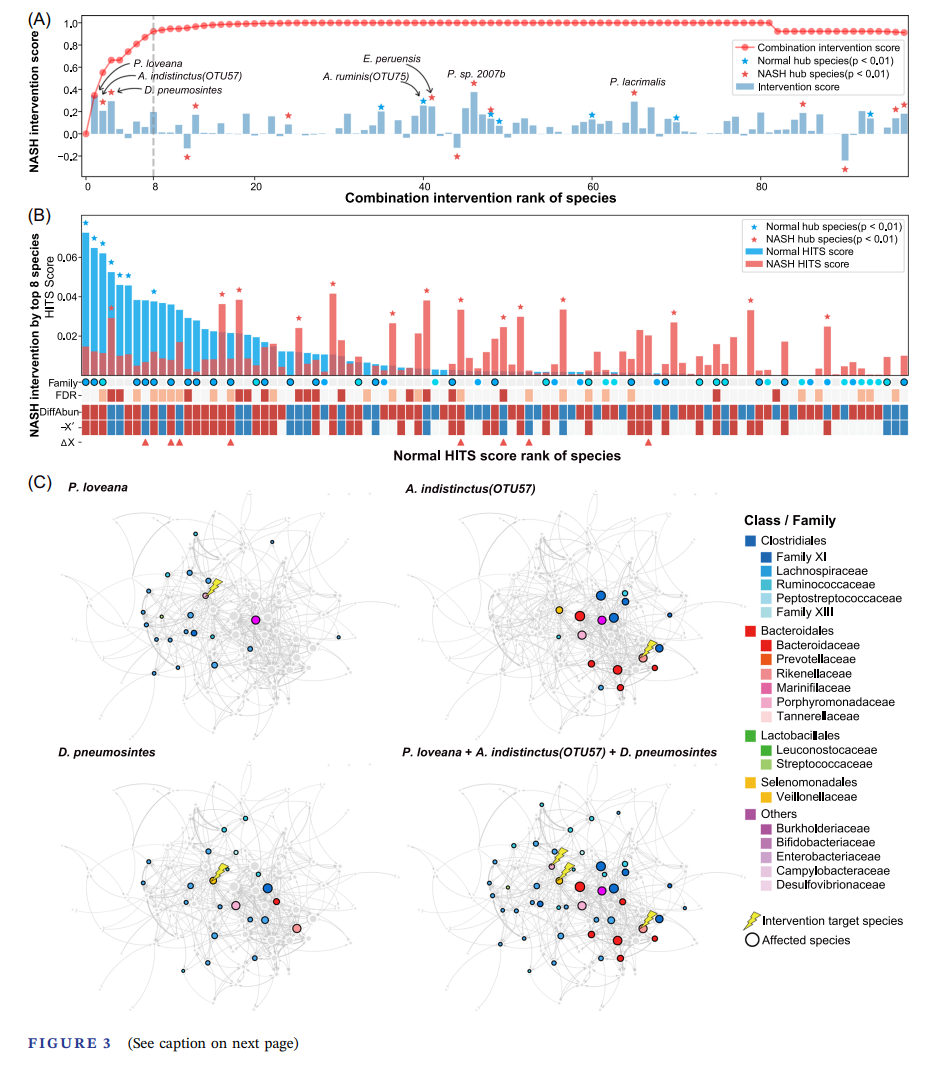 (A)
NASH intervention score
1.0
0.8
0.6
0.4
0.2
0.0
−0.2
P. loveana
A. indistinctus(OTU57)
D. pneumosintes
E. peruensis
A. ruminis(OTU75)
P. sp. 2007b
P. lacrimalis
Combination intervention score
Normal hub species(p < 0.01)
NASH hub species(p < 0.01)
Intervention score
0 8 20 40 60 80
Combination intervention rank of species
(B)
NASH intervention by top 8 species
HITS Score
0.06
0.04
0.02
Normal hub species(p < 0.01)
NASH hub species(p < 0.01)
Normal HITS score
NASH HITS score
Family
FDR
DiffAbun
-X′
ΔX
Normal HITS score rank of species
(C)
P. loveana
A. indistinctus(OTU57)
D. pneumosintes
P. loveana + A. indistinctus(OTU57) + D. pneumosintes
Class / Family
Clostridiales
Family XI
Lachnospiraceae
Ruminococcaceae
Peptostreptococcaceae
Family XIII
Bacteroidales
Bacteroidaceae
Prevotellaceae
Rikenellaceae
Marinifilaceae
Porphyromonadaceae
Tannerellaceae
Lactobacillales
Leuconostocaceae
Streptococcaceae
Selenomonadales
Veillonellaceae
Others
Burkholderiaceae
Bifidobacteriaceae
Enterobacteriaceae
Campylobacteraceae
Desulfovibrionaceae
Intervention target species
Affected species
FIGURE 3 (See caption on next page)